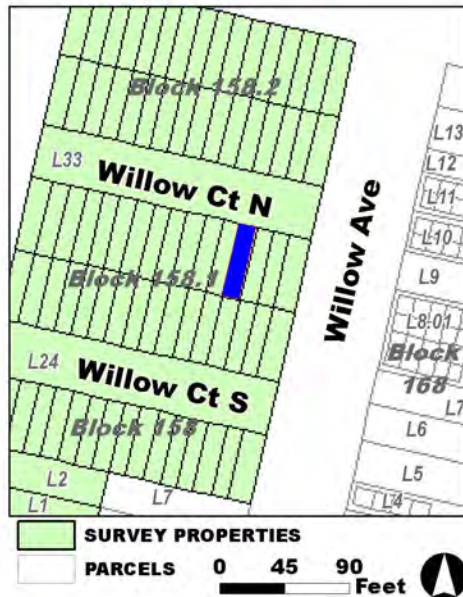 Block 158.2
L13
L12
L33
Willow Ct N
L11
L10
Willow Ave
Block 158.1
L9
L8.01
Block
168
L24
Willow Ct S
L7
Block 158
L6
L2
L7
L5
L1
L4
SURVEY PROPERTIES
PARCELS
0 45 90
Feet